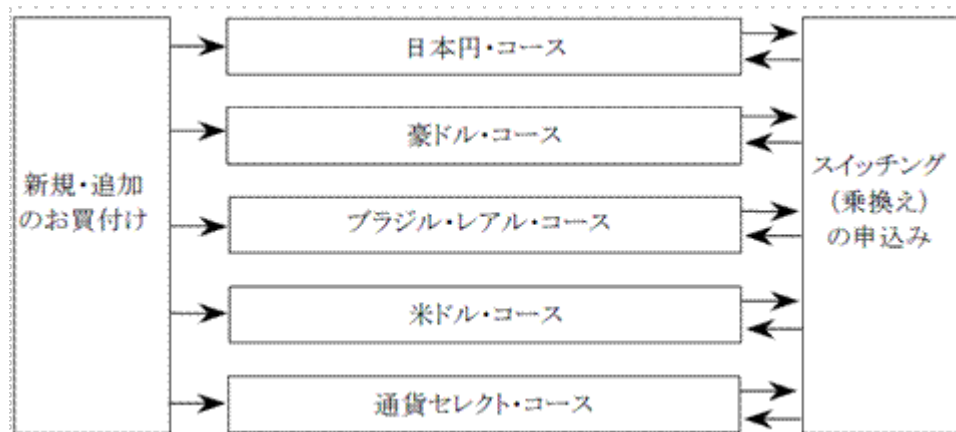 新規・追加
のお買付け
日本円・コース
豪ドル・コース
ブラジル・レアル・コース
米ドル・コース
通貨セレクト・コース
スイッチング
(乗換え)
の申込み